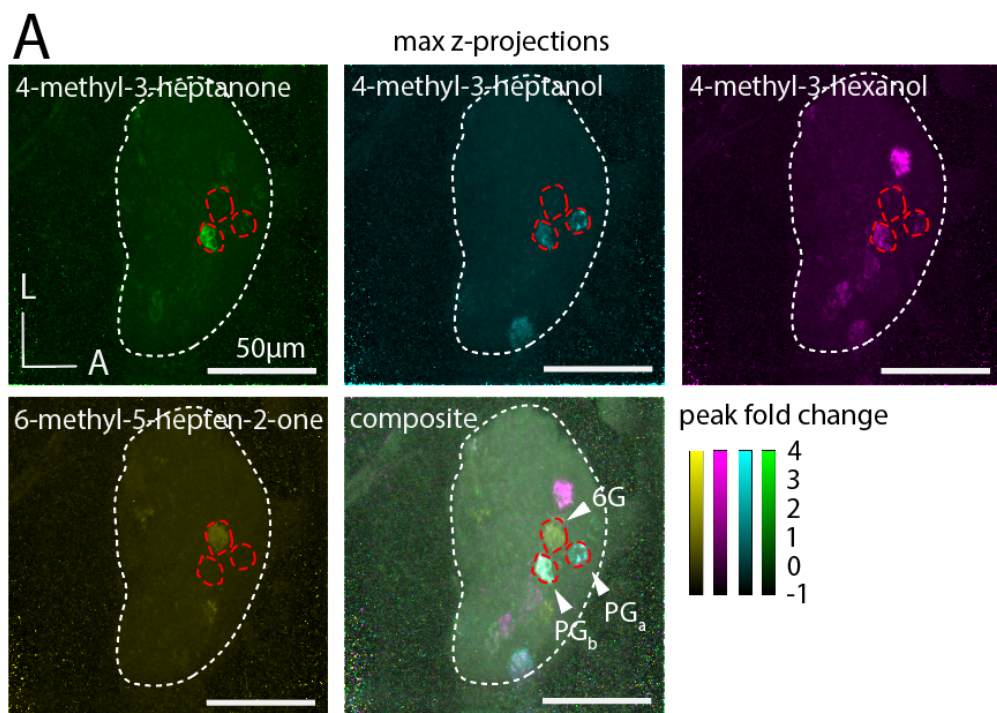 A
max z-projections
4-methyl-3-heptanone
4-methyl-3-heptanol
4-methyl-3-hexanol
L
A
50µm
6-methyl-5-hepten-2-one
composite
6G
PGa
PGb
peak fold change
4
3
2
1
0
-1